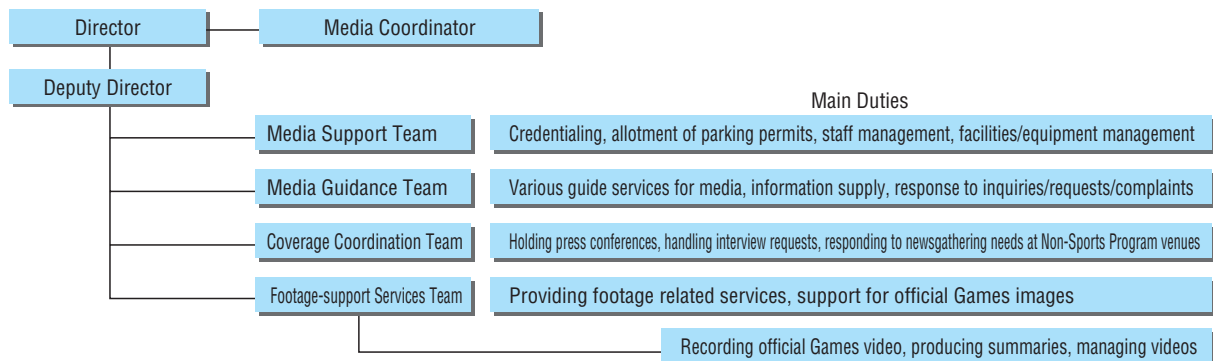 Director
Media Coordinator
Deputy Director
Main Duties
Media Support Team
Credentialing, allotment of parking permits, staff management, facilities/equipment management
Media Guidance Team
Various guide services for media, information supply, response to inquiries/requests/complaints
Coverage Coordination Team
Holding press conferences, handling interview requests, responding to newsgathering needs at Non-Sports Program venues
Footage-support Services Team
Providing footage related services, support for official Games images
Recording official Games video, producing summaries, managing videos